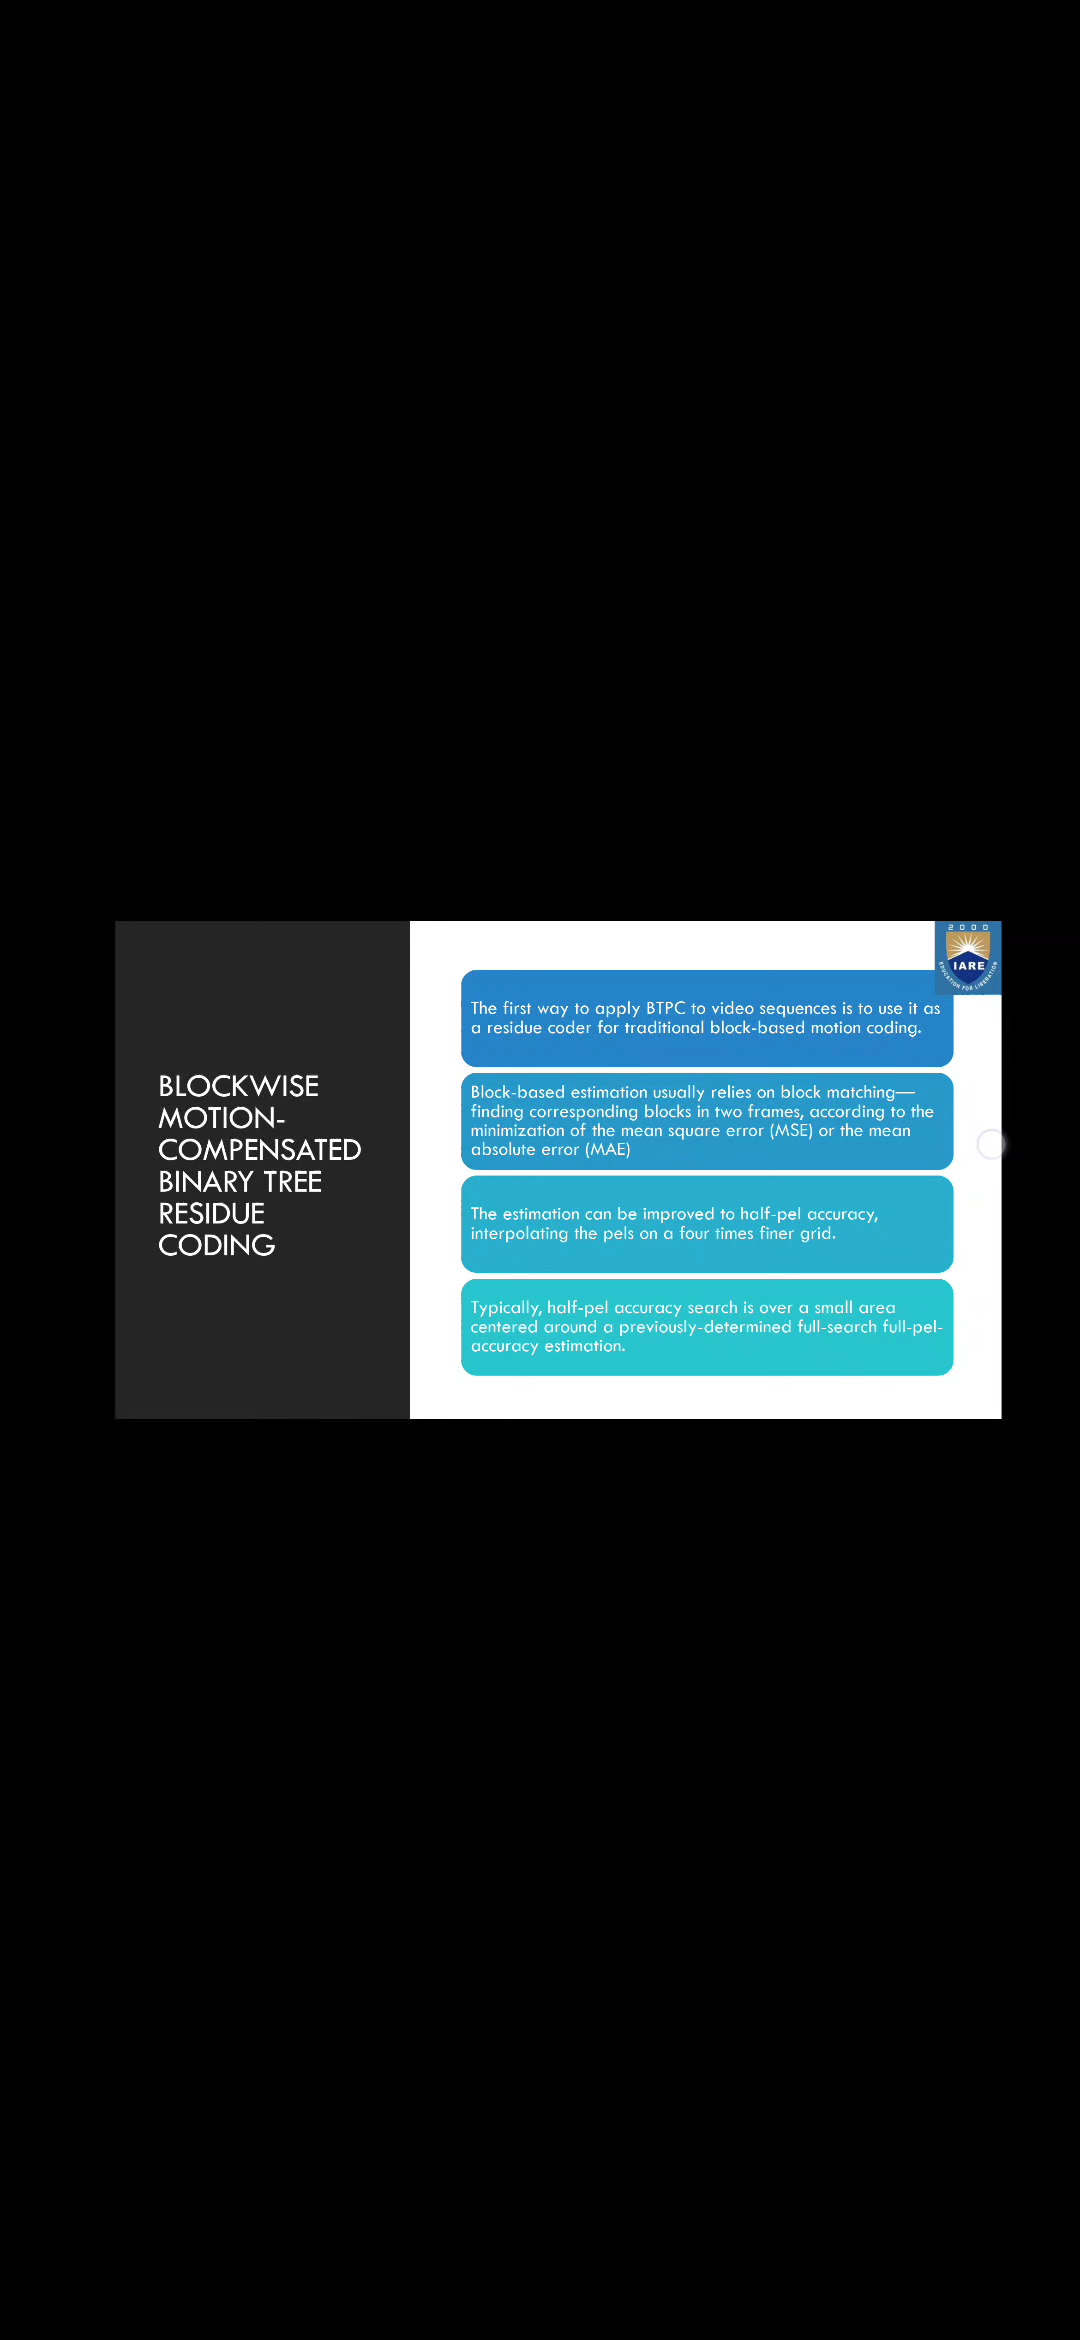 BLOCKWISE
MOTION-
COMPENSATED
BINARY TREE
RESIDUE
CODING
2000
IARE
EDUCATION FOR LIBERATION
The first way to apply BTPC to video sequences is to use it as
a residue coder for traditional block-based motion coding.
Block-based estimation usually relies on block matching—
finding corresponding blocks in two frames, according to the
minimization of the mean square error (MSE) or the mean
absolute error (MAE)
The estimation can be improved to half-pel accuracy,
interpolating the pels on a four times finer grid.
Typically, half-pel accuracy search is over a small area
centered around a previously-determined full-search full-pel-
accuracy estimation.